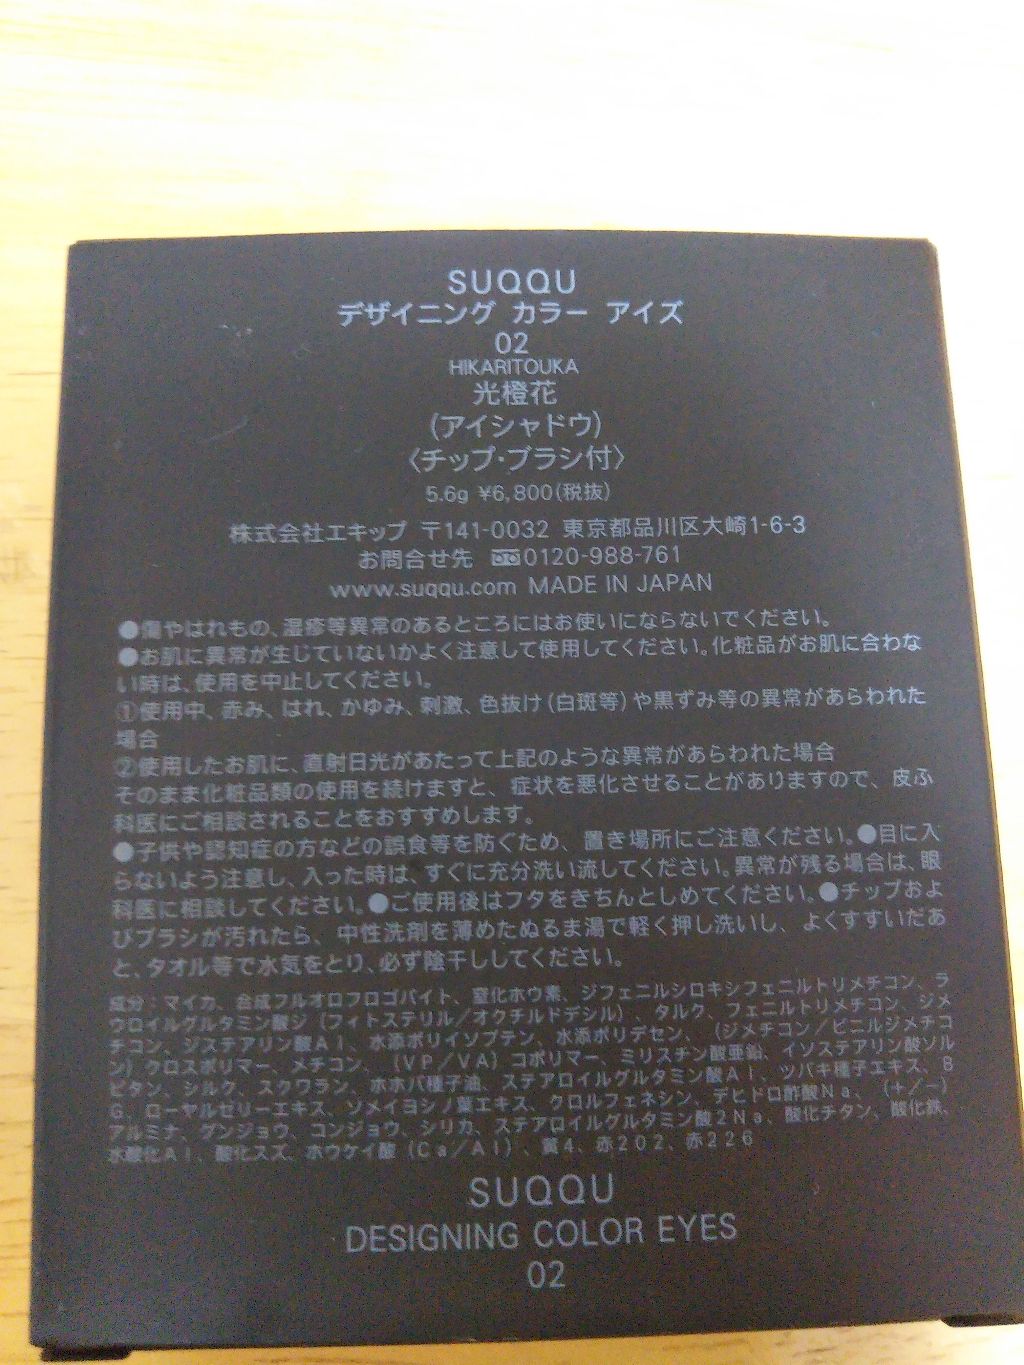 SUQQU
デザイニング カラー アイズ
02
HIKARITOUKA
光橙花
(アイシャドウ)
〈チップ・ブラシ付〉
5.6g ¥6,800(税抜)
株式会社エキップ 〒141-0032 東京都品川区大崎1-6-3
お問合せ先 0120-988-761
www.suqqu.com MADE IN JAPAN
●傷やはれもの、湿疹等異常のあるところにはお使いにならないでください。
●お肌に異常が生じていないかよく注意して使用してください。化粧品がお肌に合わな
い時は、使用を中止してください。
①使用中、赤み、はれ、かゆみ、刺激、色抜け(白斑等)や黒ずみ等の異常があらわれた
場合
②使用したお肌に、直射日光があたって上記のような異常があらわれた場合
そのまま化粧品類の使用を続けますと、症状を悪化させることがありますので、皮ふ
科医にご相談されることをおすすめします。
●子供や認知症の方などの誤食等を防ぐため、置き場所にご注意ください。●目に入
らないよう注意し、入った時は、すぐに充分洗い流してください。異常が残る場合は、眼
科医に相談してください。●ご使用後はフタをきちんとしめてください。●チップおよ
びブラシが汚れたら、中性洗剤を薄めたぬるま湯で軽く押し洗いし、よくすすいだあ
と、タオル等で水気をとり、必ず陰干ししてください。
成分：マイカ、合成フルオロフロゴパイト、窒化ホウ素、ジフェニルシロキシフェニルトリメチコン、ラ
ウロイルグルタミン酸ジ(フィトステリル/オクチルドデシル)、タルク、フェニルトリメチコン、ジメ
チコン、ジステアリン酸Al、水添ポリイソブテン、水添ポリデセン、(ジメチコン/ビニルジメチコ
ン)クロスポリマー、メチコン、(VP/VA)コポリマー、ミリスチン酸亜鉛、イソステアリン酸ソル
ビタン、シルク、スクワラン、ホホバ種子油、ステアロイルグルタミン酸Al、ツバキ種子エキス、B
G、ローヤルゼリーエキス、ソメイヨシノ葉エキス、クロルフェネシン、デヒドロ酢酸Na、(+/-)
アルミナ、グンジョウ、コンジョウ、シリカ、ステアロイルグルタミン酸2Na、酸化チタン、酸化鉄、
水酸化Al、酸化スズ、ホウケイ酸(Ca/Al)、黄4、赤202、赤226
SUQQU
DESIGNING COLOR EYES
02